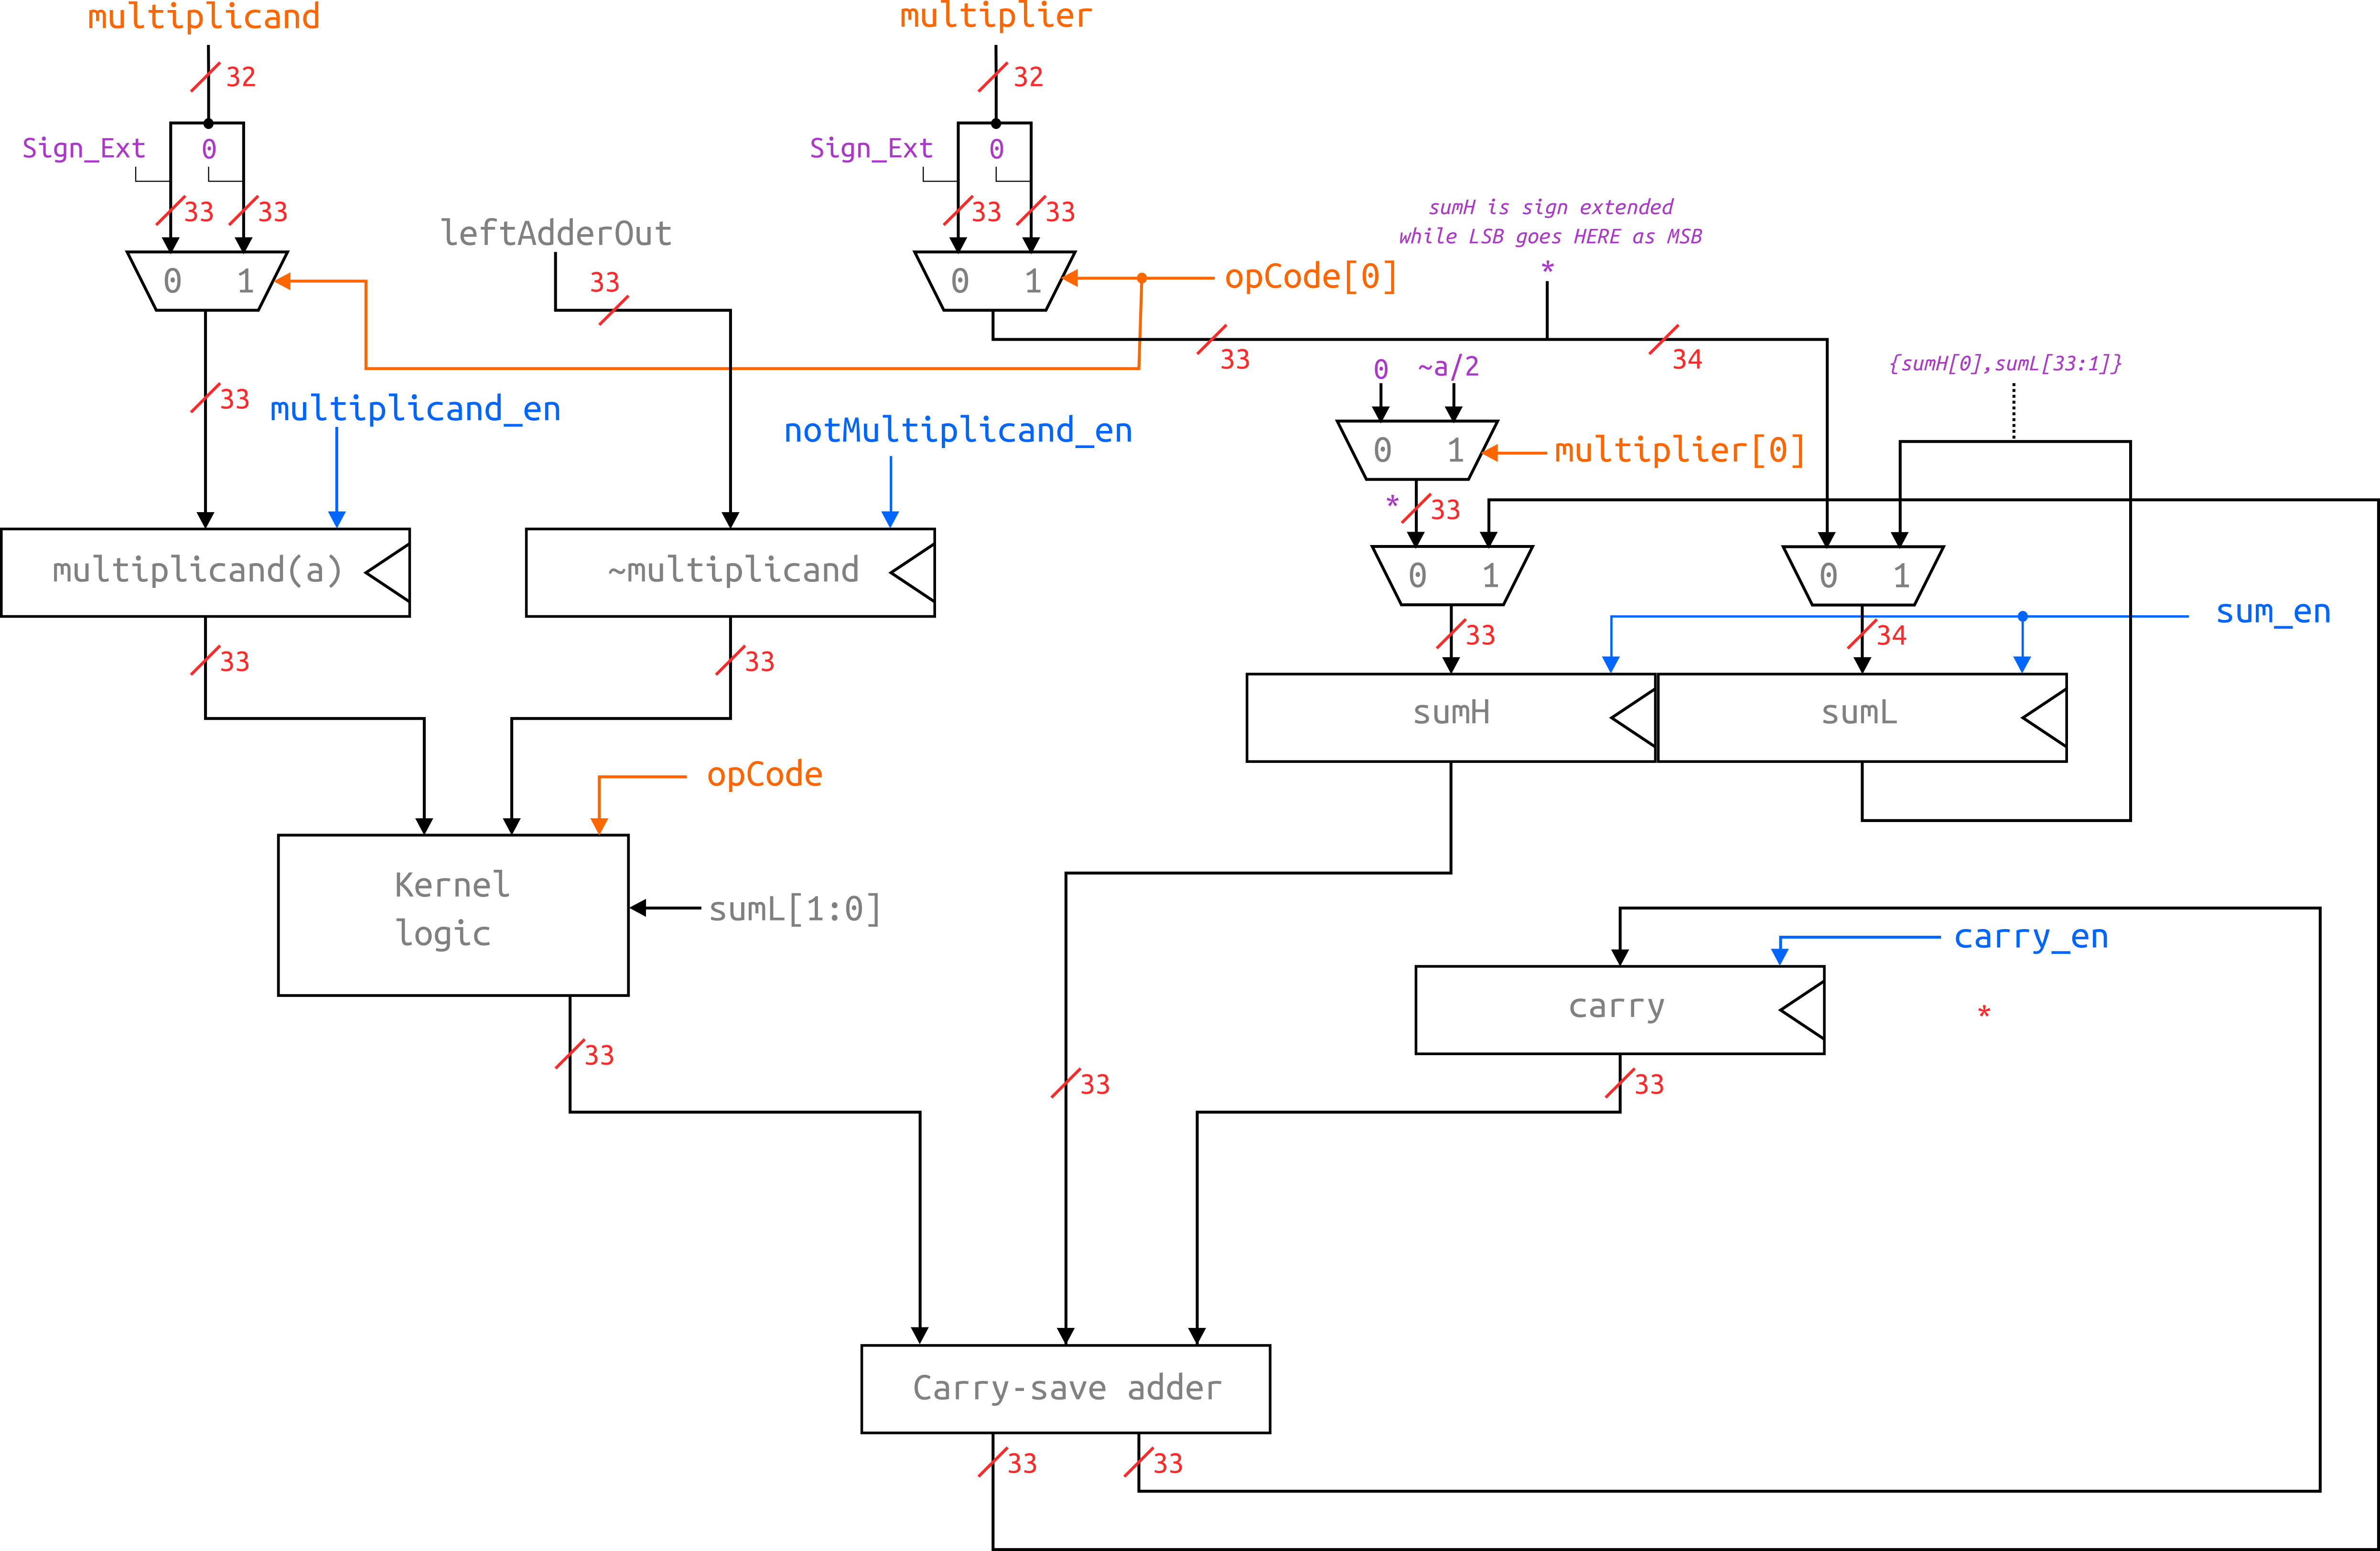 multiplicand
multiplier
32
32
Sign_Ext
0
Sign_Ext
0
33
33
33
33
sumH is sign extended
while LSB goes HERE as MSB
*
leftAdderOut
33
0 1
0 1
opCode[0]
33
34
0
~a/2
{sumH[0],sumL[33:1]}
33
multiplicand_en
notMultiplicand_en
0 1
multiplier[0]
*
33
multiplicand(a)
~multiplicand
0 1
0 1
sum_en
33
33
33
34
sumH
sumL
opCode
Kernel
logic
sumL[1:0]
carry_en
carry
*
33
33
33
Carry-save adder
33
33